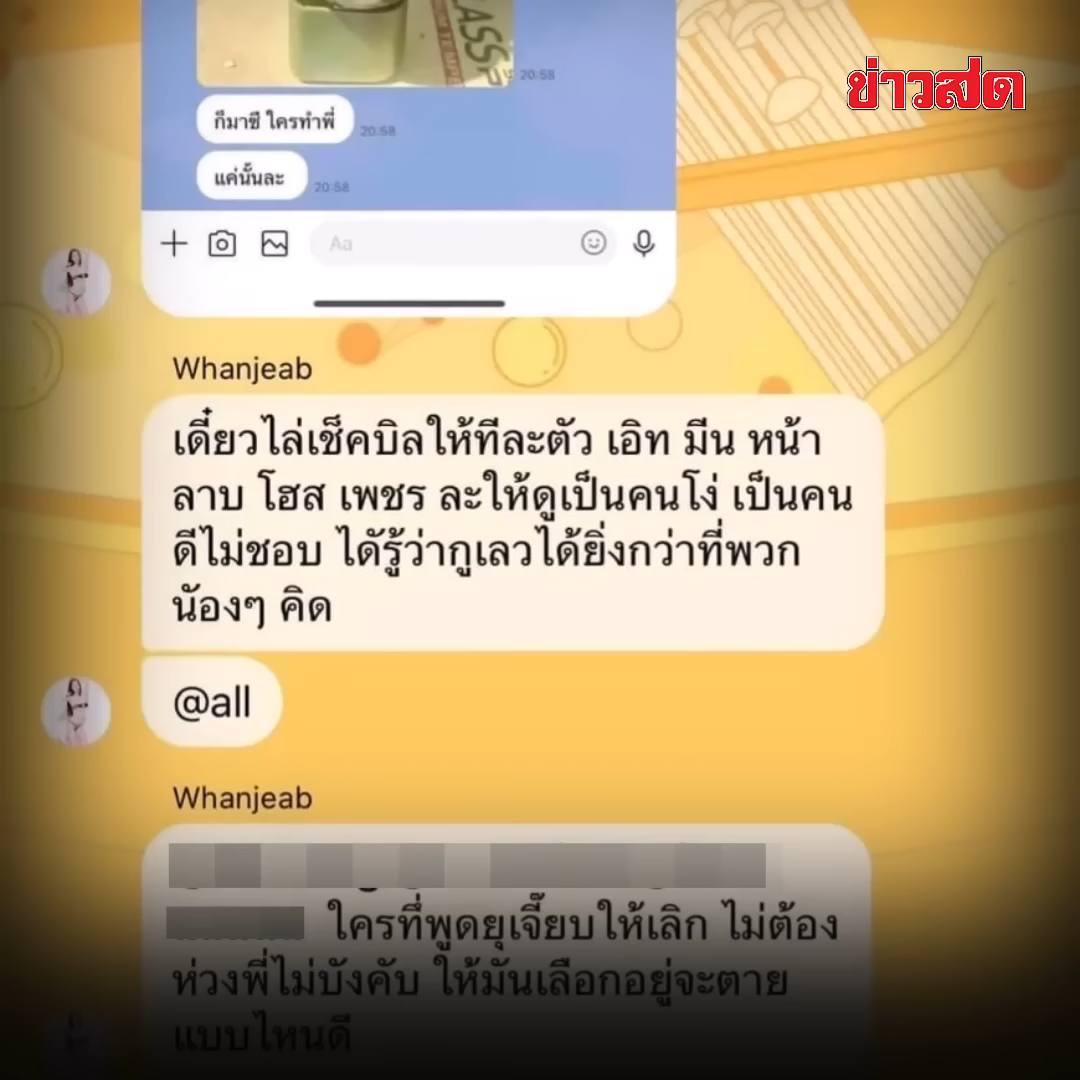 ข่าวสด
20:58
ก็มาซี ใครทำพี่
20:58
แค่นั้นละ
20:58
Aa
Whanjeab
เดี๋ยวไล่เช็คบิลให้ทีละตัว เอิท มีน หน้า
ลาบ โฮส เพชร ละให้ดูเป็นคนโง่ เป็นคน
ดีไม่ชอบ ได้รู้ว่ากูเลวได้ยิ่งกว่าที่พวก
น้องๆ คิด
@all
Whanjeab
ใครที่พูดยุเจี๊ยบให้เลิก ไม่ต้อง
ห่วงพี่ไม่บังคับ ให้มันเลือกอยู่จะตาย
แบบไหนดี